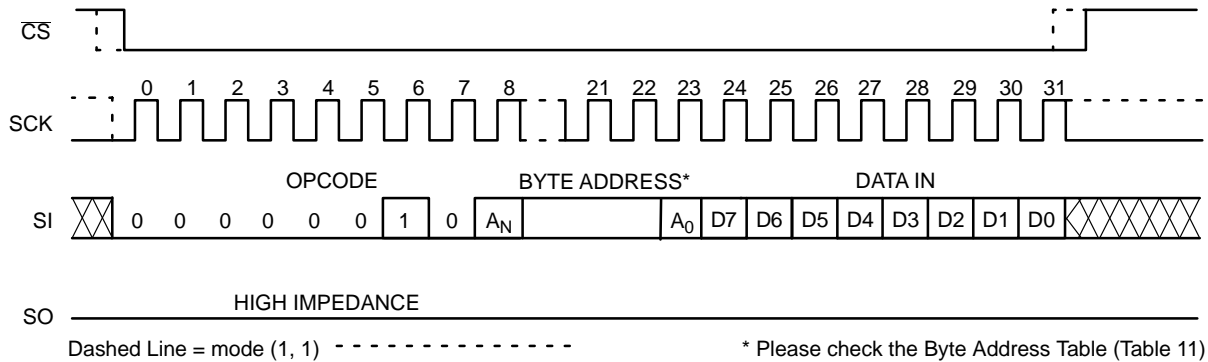 CS
0 1 2 3 4 5 6 7 8 21 22 23 24 25 26 27 28 29 30 31
SCK
OPCODE BYTE ADDRESS* DATA IN
SI 0 0 0 0 0 0 1 0 AN A0 D7 D6 D5 D4 D3 D2 D1 D0
HIGH IMPEDANCE
SO
Dashed Line = mode (1, 1) * Please check the Byte Address Table (Table 11)